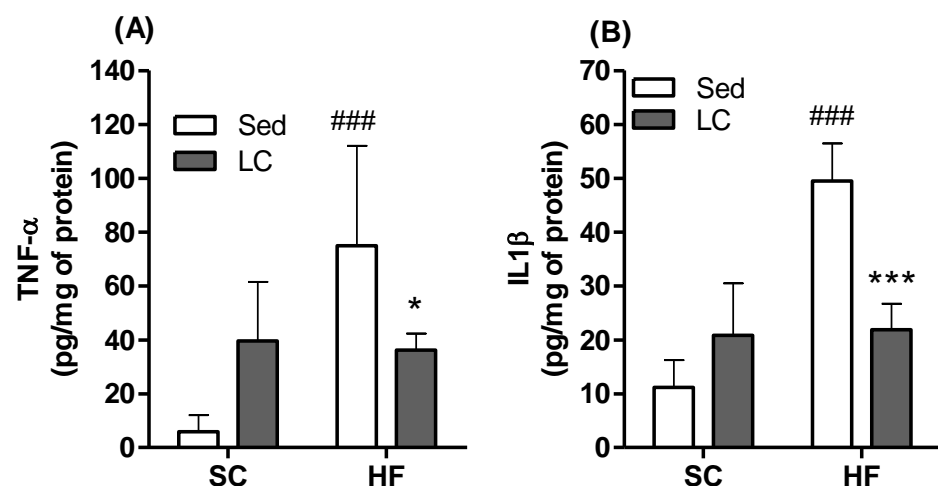 (A)
TNF-α
(pg/mg of protein)
140
120
100
80
60
40
20
0
Sed
LC
###
*
SC
HF
(B)
IL1β
(pg/mg of protein)
70
60
50
40
30
20
10
0
Sed
LC
###
***
SC
HF